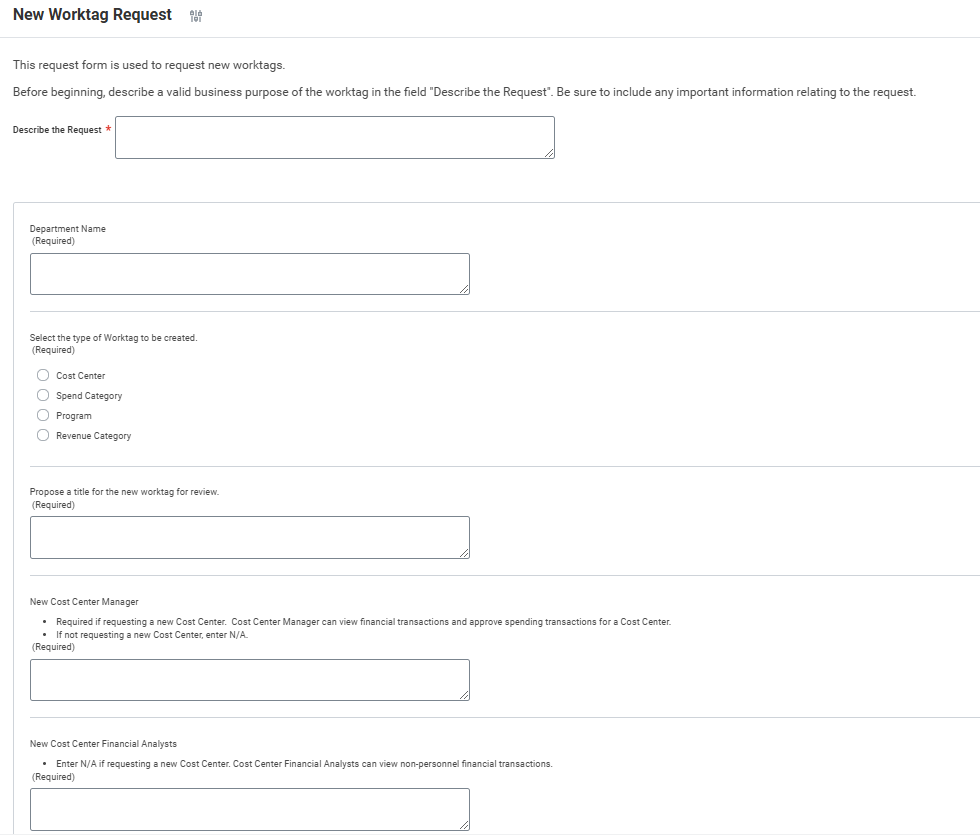 New Worktag Request
This request form is used to request new worktags.
Before beginning, describe a valid business purpose of the worktag in the field "Describe the Request". Be sure to include any important information relating to the request.
Describe the Request *
Department Name
(Required)
Select the type of Worktag to be created.
(Required)
Cost Center
Spend Category
Program
Revenue Category
Propose a title for the new worktag for review.
(Required)
New Cost Center Manager
• Required if requesting a new Cost Center. Cost Center Manager can view financial transactions and approve spending transactions for a Cost Center.
• If not requesting a new Cost Center, enter N/A.
(Required)
New Cost Center Financial Analysts
• Enter N/A if requesting a new Cost Center. Cost Center Financial Analysts can view non-personnel financial transactions.
(Required)